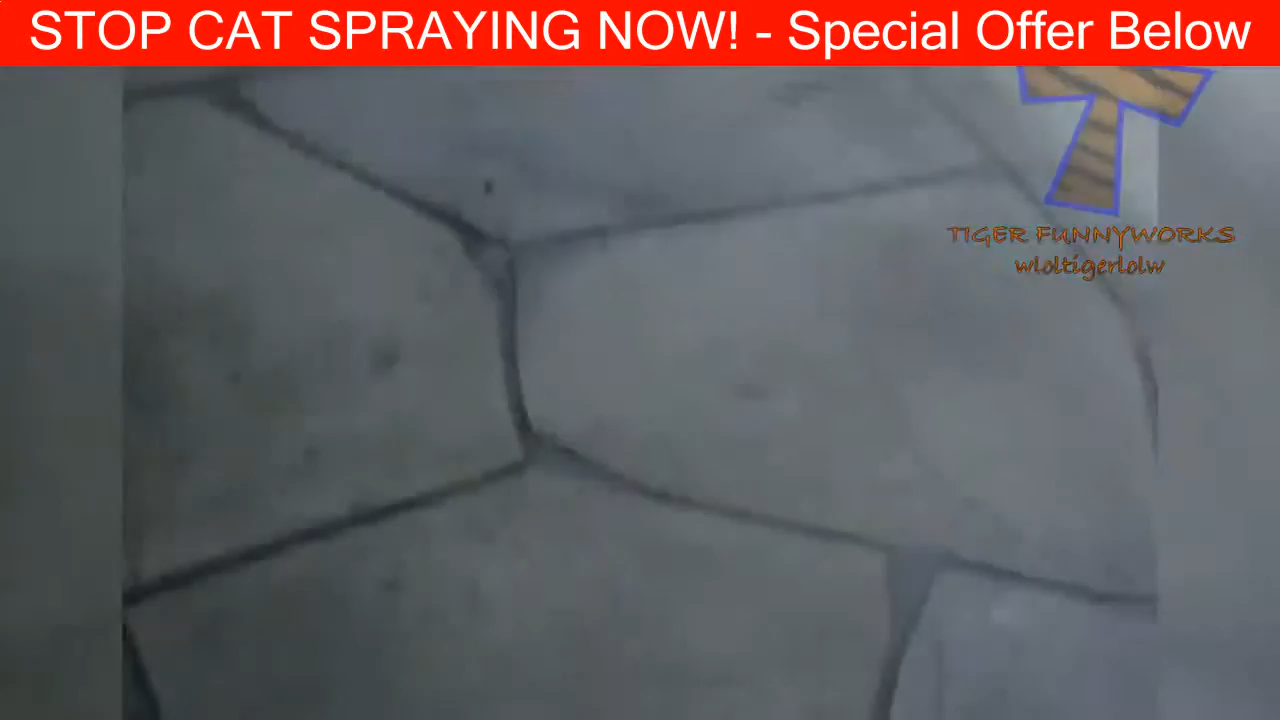 STOP CAT SPRAYING NOW! - Special Offer Below
TIGER FUNNYWORKS
wloltigerlolw